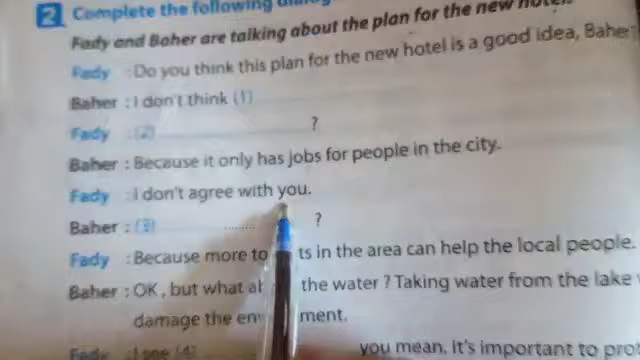 2 Complete the following
Fady and Baher are talking about the plan for the new hotel.
Fady : Do you think this plan for the new hotel is a good idea, Baher
Baher : I don't think (1)
Fady : (2) ?
Baher : Because it only has jobs for people in the city.
Fady : I don't agree with you.
Baher : (3) ........ ?
Fady : Because more to ts in the area can help the local people.
Baher : OK, but what the water ? Taking water from the lake
damage the en ment.
Fady : I see (4) you mean. It's important to